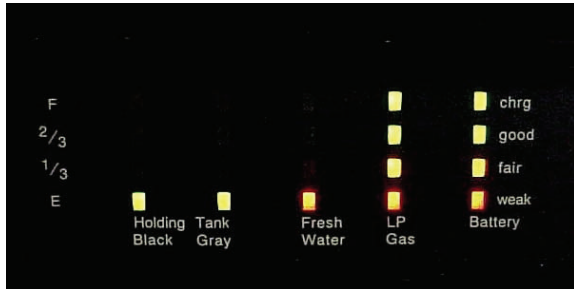 F chrg
2/3 good
1/3 fair
E weak
Holding Tank Fresh LP Battery
Black Gray Water Gas